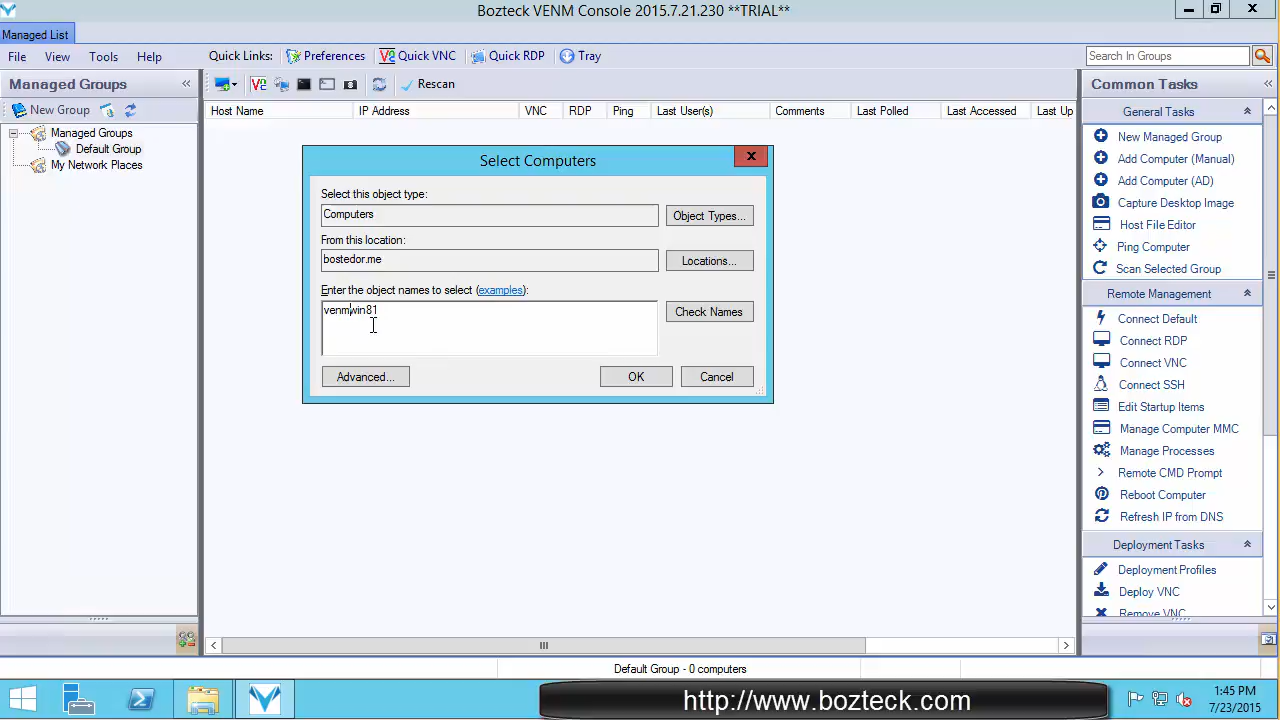 Bozteck VENM Console 2015.7.21.230 **TRIAL**
Managed List
File View Tools Help Quick Links: Preferences Quick VNC Quick RDP Tray
Search In Groups
Managed Groups
New Group
Managed Groups
Default Group
My Network Places
Rescan
Host Name IP Address VNC RDP Ping Last User(s) Comments Last Polled Last Accessed Last Up
Select Computers
Select this object type:
Computers
Object Types...
From this location:
bostedor.me
Locations...
Enter the object names to select (examples):
venmwin81
Check Names
Advanced... OK Cancel
Common Tasks
General Tasks
New Managed Group
Add Computer (Manual)
Add Computer (AD)
Capture Desktop Image
Host File Editor
Ping Computer
Scan Selected Group
Remote Management
Connect Default
Connect RDP
Connect VNC
Connect SSH
Edit Startup Items
Manage Computer MMC
Manage Processes
Remote CMD Prompt
Reboot Computer
Refresh IP from DNS
Deployment Tasks
Deployment Profiles
Deploy VNC
Remove VNC
Default Group - 0 computers
http://www.bozteck.com
1:45 PM
7/23/2015